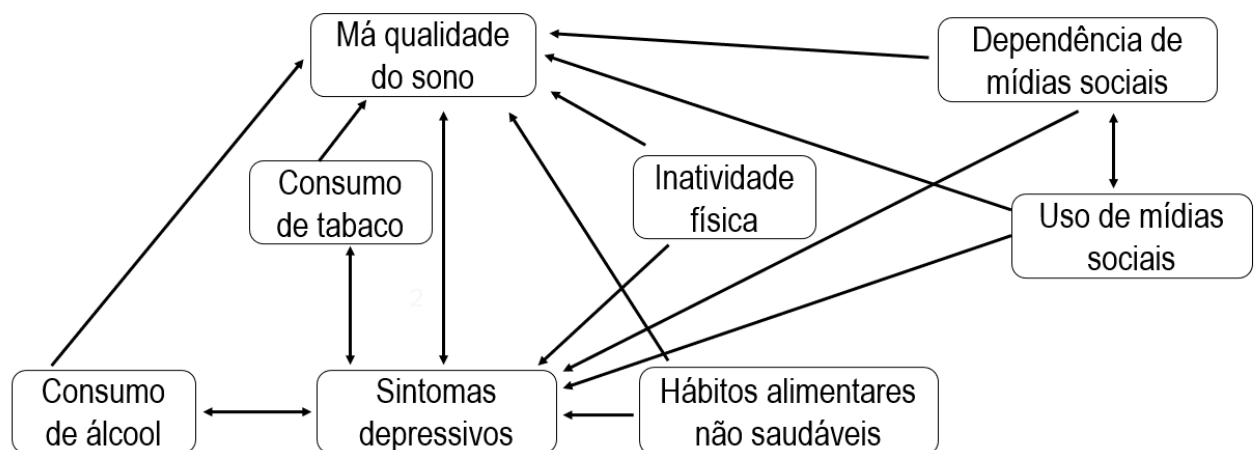 Má qualidade
do sono
Dependência de
mídias sociais
Consumo
de tabaco
Inatividade
física
Uso de mídias
sociais
2
Consumo
de álcool
Sintomas
depressivos
Hábitos alimentares
não saudáveis